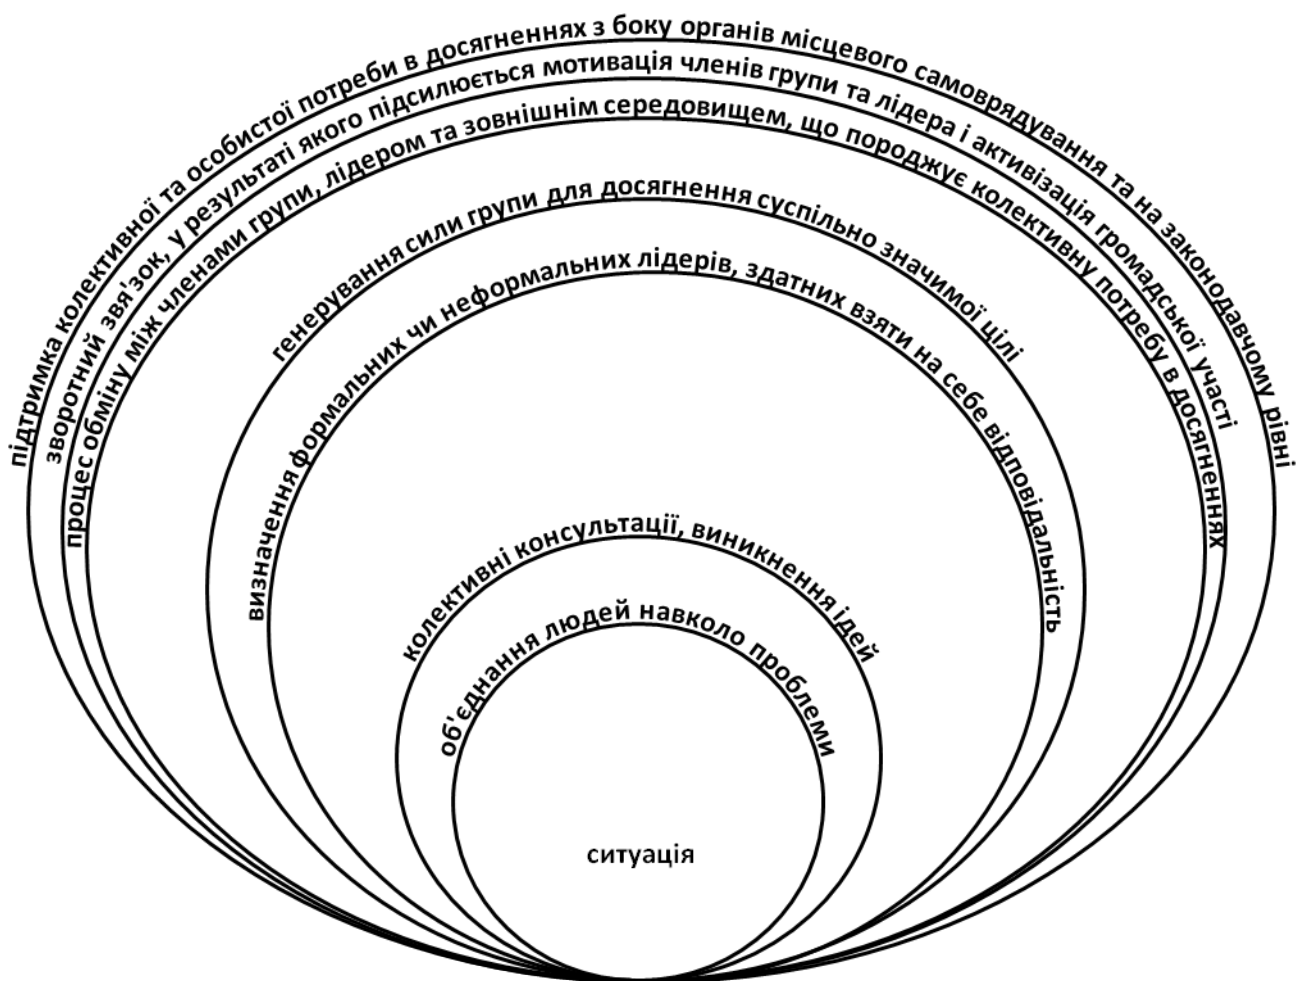 підтримка колективної та особистої потреби в досягненнях з боку органів місцевого самоврядування та на законодавчому рівні
зворотний звя'зок, у результаті якого підсилюється мотивація членів групи та лідера і активізація громадської участі
процес обміну між членами групи, лідером та зовнішнім середовищем, що породжує колективну потребу в досягненнях
генерування сили групи для досягнення суспільно значимої цілі
визначення формальних чи неформальних лідерів, здатних взяти на себе відповідальність
колективні консультації, виникнення ідей
об'єднання людей навколо проблеми
ситуація